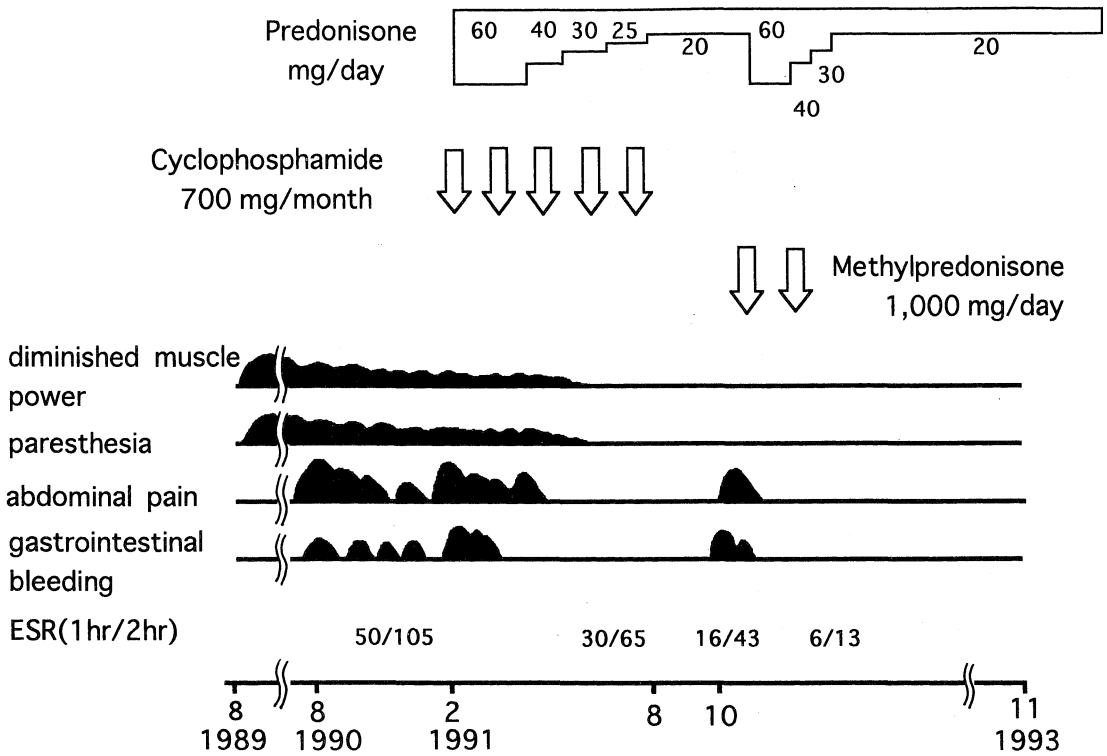 Predonisone
mg/day
60 40 30 25 20 60 20
30
40
Cyclophosphamide
700 mg/month
Methylpredonisone
1,000 mg/day
diminished muscle
power
paresthesia
abdominal pain
gastrointestinal
bleeding
ESR(1hr/2hr) 50/105 30/65 16/43 6/13
8 8 2 8 10 11
1989 1990 1991 1993